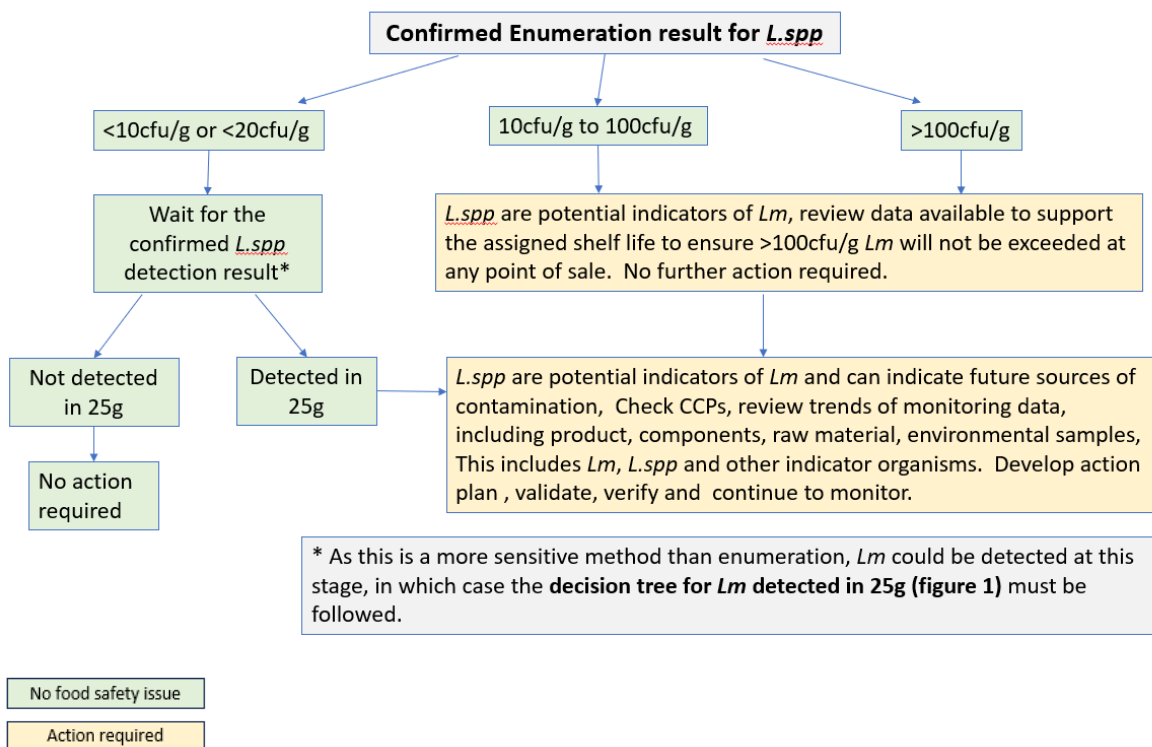 Confirmed Enumeration result for L.spp
<10cfu/g or <20cfu/g
10cfu/g to 100cfu/g
>100cfu/g
Wait for the
confirmed L.spp
detection result*
L.spp are potential indicators of Lm, review data available to support
the assigned shelf life to ensure >100cfu/g Lm will not be exceeded at
any point of sale.  No further action required.
Not detected
in 25g
Detected in
25g
L.spp are potential indicators of Lm and can indicate future sources of
contamination,  Check CCPs, review trends of monitoring data,
including product, components, raw material, environmental samples,
This includes Lm, L.spp and other indicator organisms.  Develop action
plan , validate, verify and  continue to monitor.
No action
required
* As this is a more sensitive method than enumeration, Lm could be detected at this
stage, in which case the decision tree for Lm detected in 25g (figure 1) must be
followed.
No food safety issue
Action required